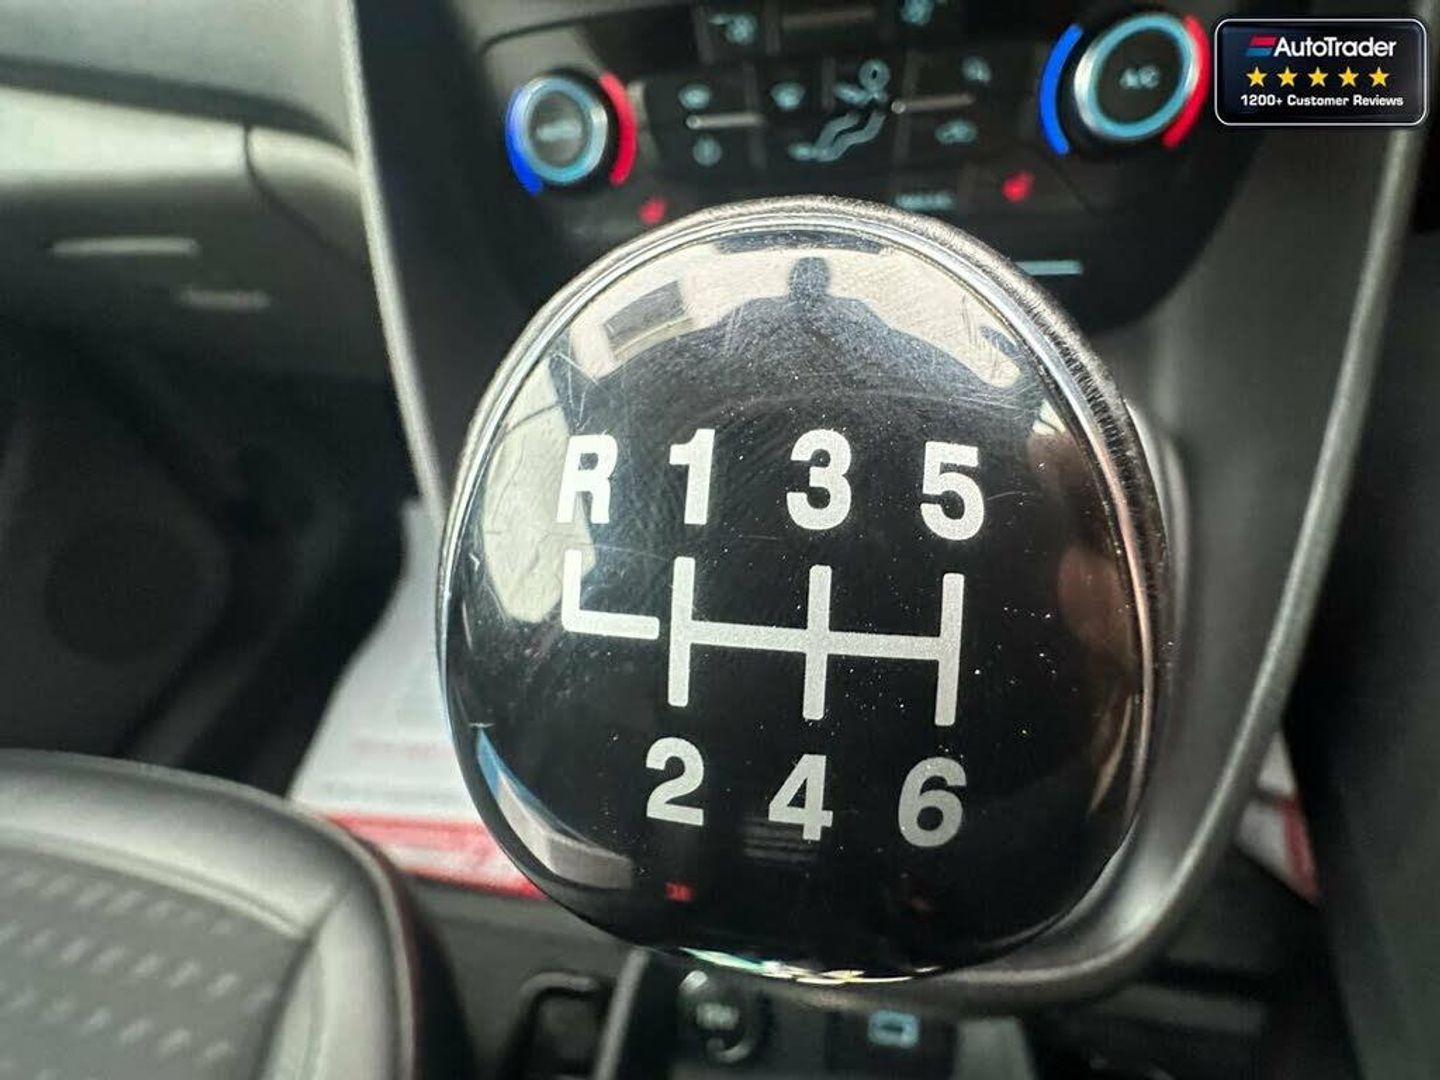 AutoTrader
1200+ Customer Reviews
A/C
R 1 3 5
2 4 6